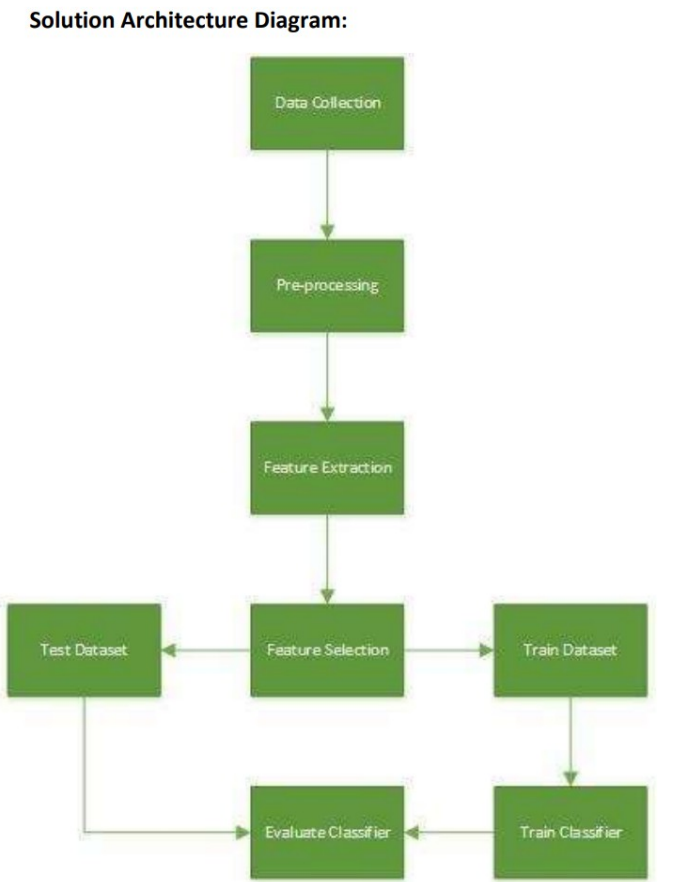 Solution Architecture Diagram:
Data Collection
Pre-processing
Feature Extraction
Test Dataset
Feature Selection
Train Dataset
Evaluate Classifier
Train Classifier